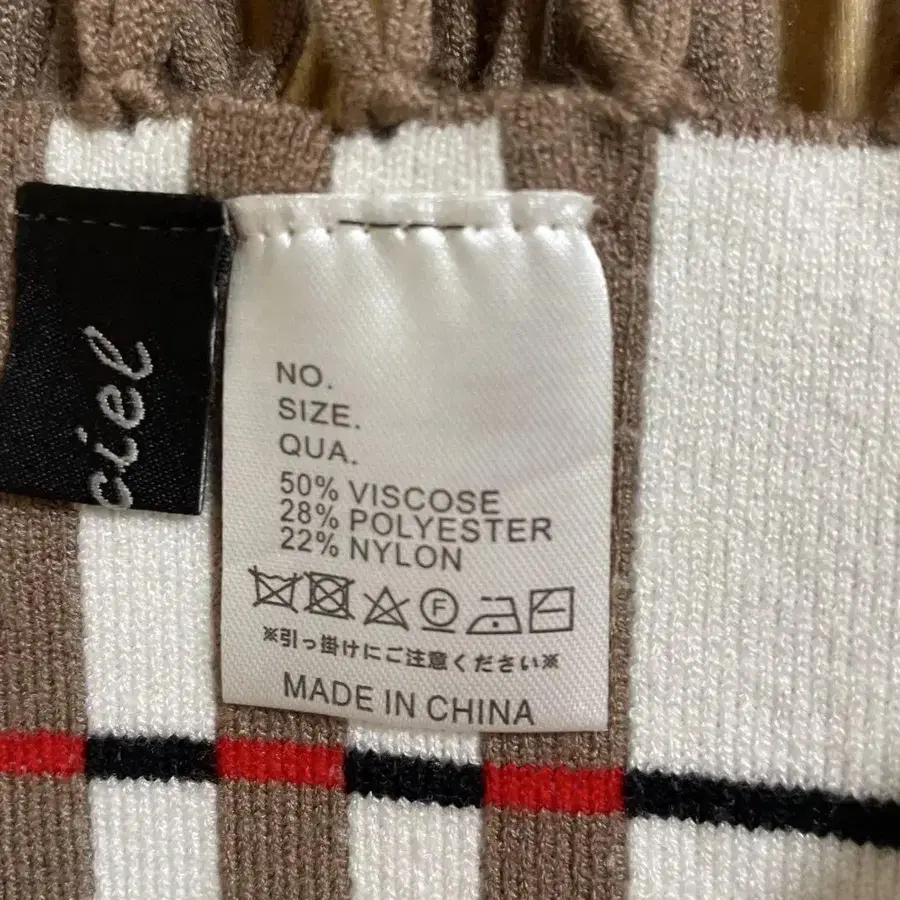 ciel
NO.
SIZE.
QUA.
50% VISCOSE
28% POLYESTER
22% NYLON
F
※引っ掛けにご注意ください※
MADE IN CHINA